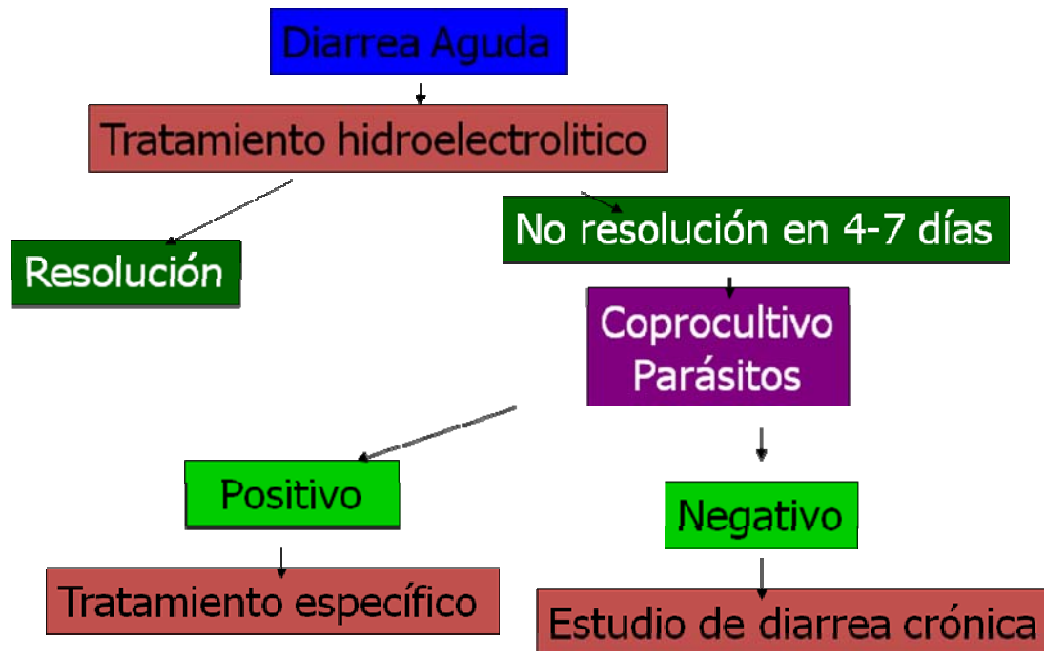 Diarrea Aguda
Tratamiento hidroelectrolitico
No resolución en 4-7 días
Resolución
Coprocultivo
Parásitos
Positivo
Negativo
Tratamiento específico
Estudio de diarrea crónica